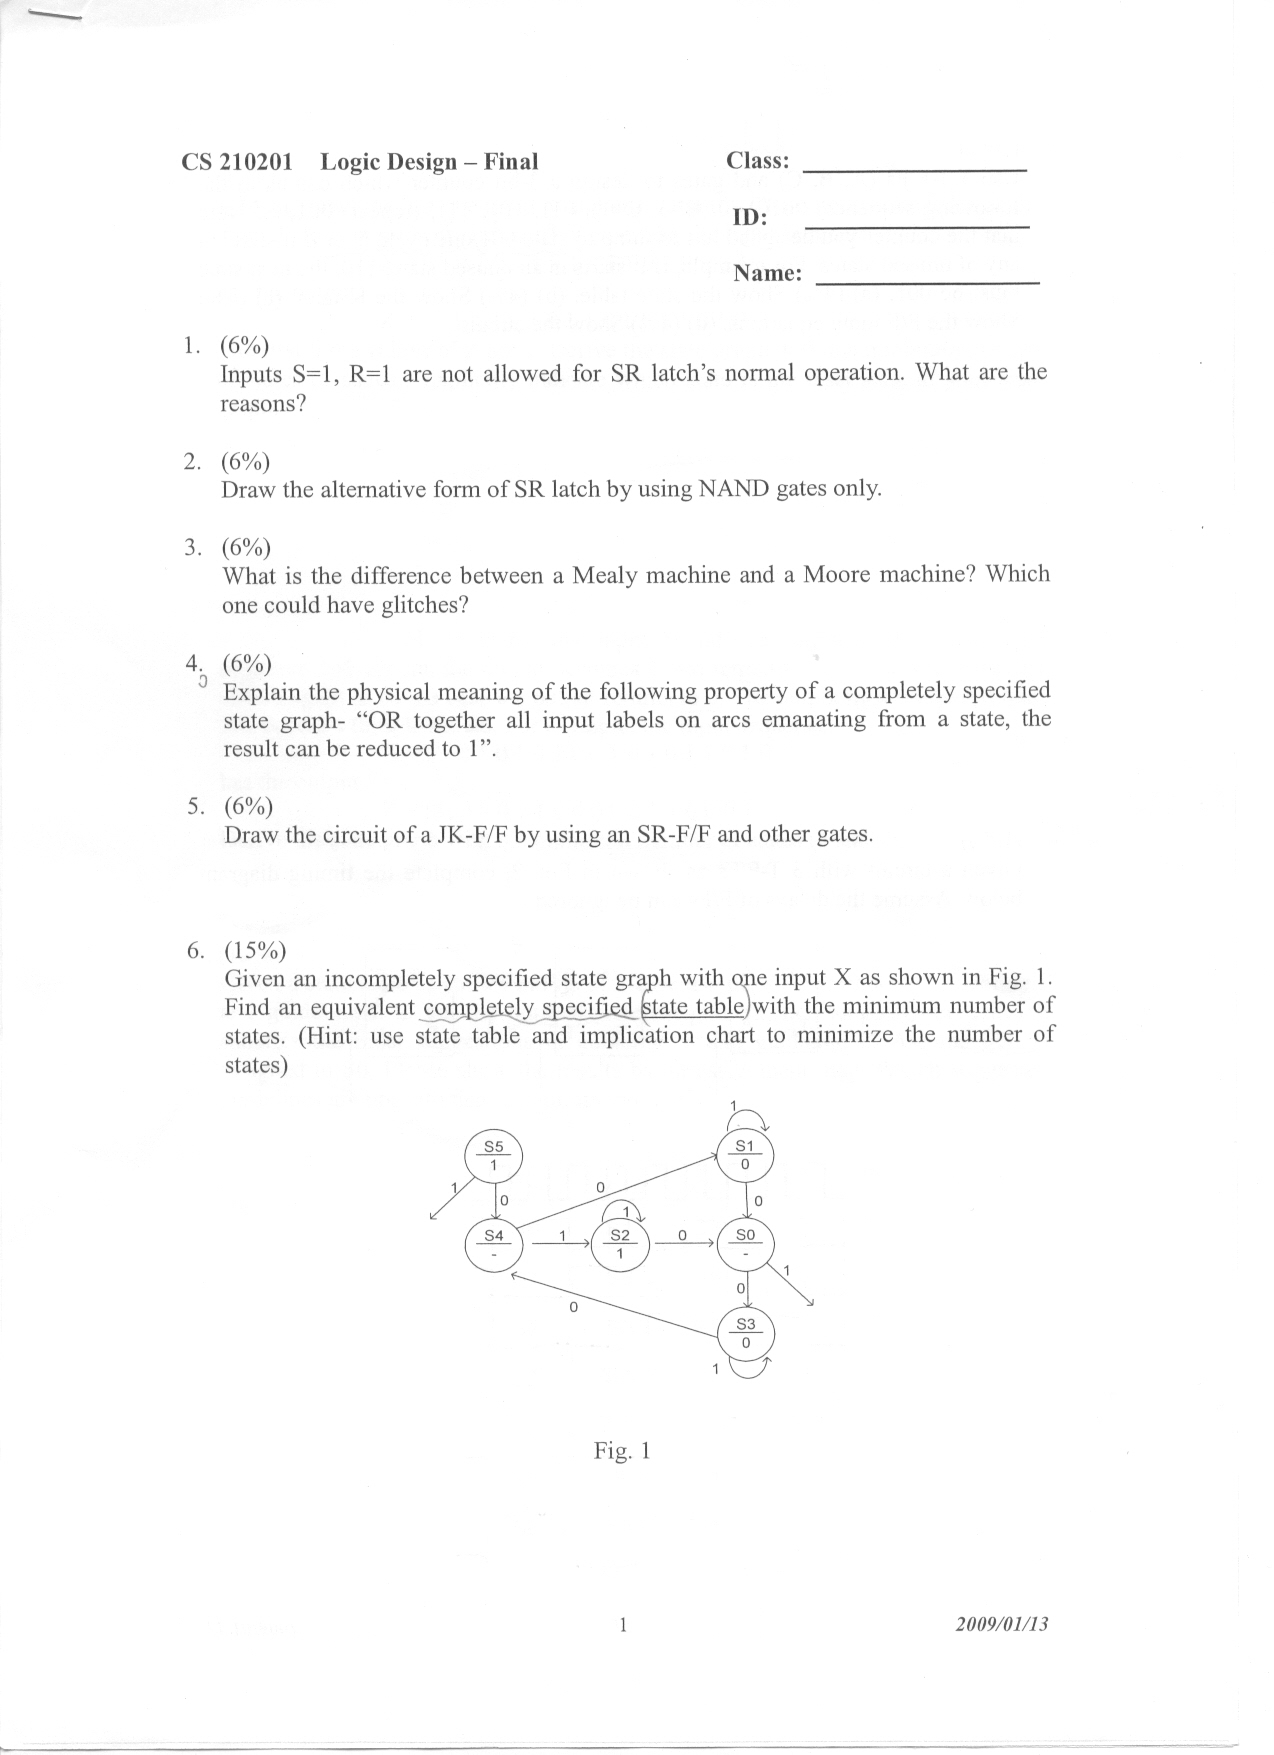 CS 210201 Logic Design – Final
Class:
ID:
Name:
1. (6%)
Inputs S=1, R=1 are not allowed for SR latch's normal operation. What are the
reasons?
2. (6%)
Draw the alternative form of SR latch by using NAND gates only.
3. (6%)
What is the difference between a Mealy machine and a Moore machine? Which
one could have glitches?
4. (6%)
Explain the physical meaning of the following property of a completely specified
state graph- “OR together all input labels on arcs emanating from a state, the
result can be reduced to 1”.
5. (6%)
Draw the circuit of a JK-F/F by using an SR-F/F and other gates.
6. (15%)
Given an incompletely specified state graph with one input X as shown in Fig. 1.
Find an equivalent completely specified state table with the minimum number of
states. (Hint: use state table and implication chart to minimize the number of
states)
1
S5
1
S1
0
1
0
0
0
S4
-
1
1
S2
1
0
S0
-
1
0
0
S3
0
1
Fig. 1
1
2009/01/13